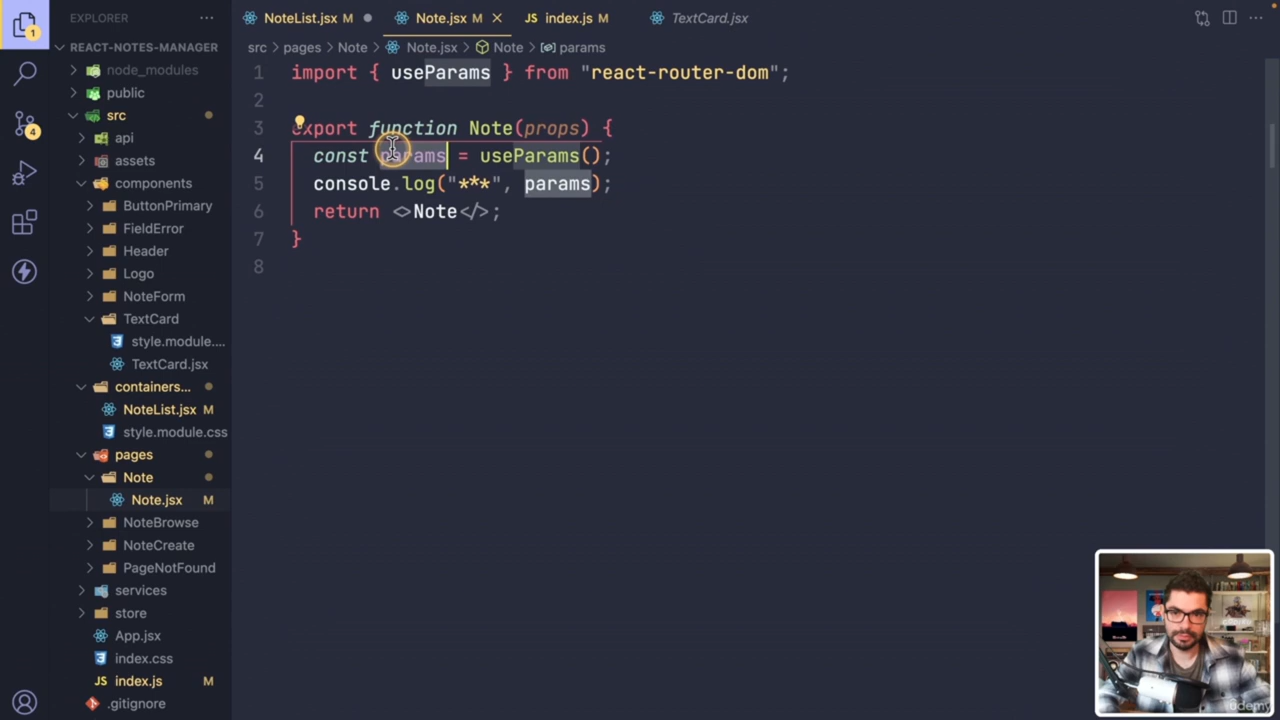 EXPLORER
NoteList.jsx M
Note.jsx M
JS index.js M
TextCard.jsx
REACT-NOTES-MANAGER
src > pages > Note > Note.jsx > Note > params
node_modules
public
src
api
assets
components
ButtonPrimary
FieldError
Header
Logo
NoteForm
TextCard
style.module....
TextCard.jsx
containers...
NoteList.jsx M
style.module.css
pages
Note
Note.jsx M
NoteBrowse
NoteCreate
PageNotFound
services
store
App.jsx
index.css
index.js M
.gitignore
1
4
1 import { useParams } from "react-router-dom";
2
3 export function Note(props) {
4 const params = useParams();
5 console.log("***", params);
6 return <>Note</>;
7 }
8
udemy